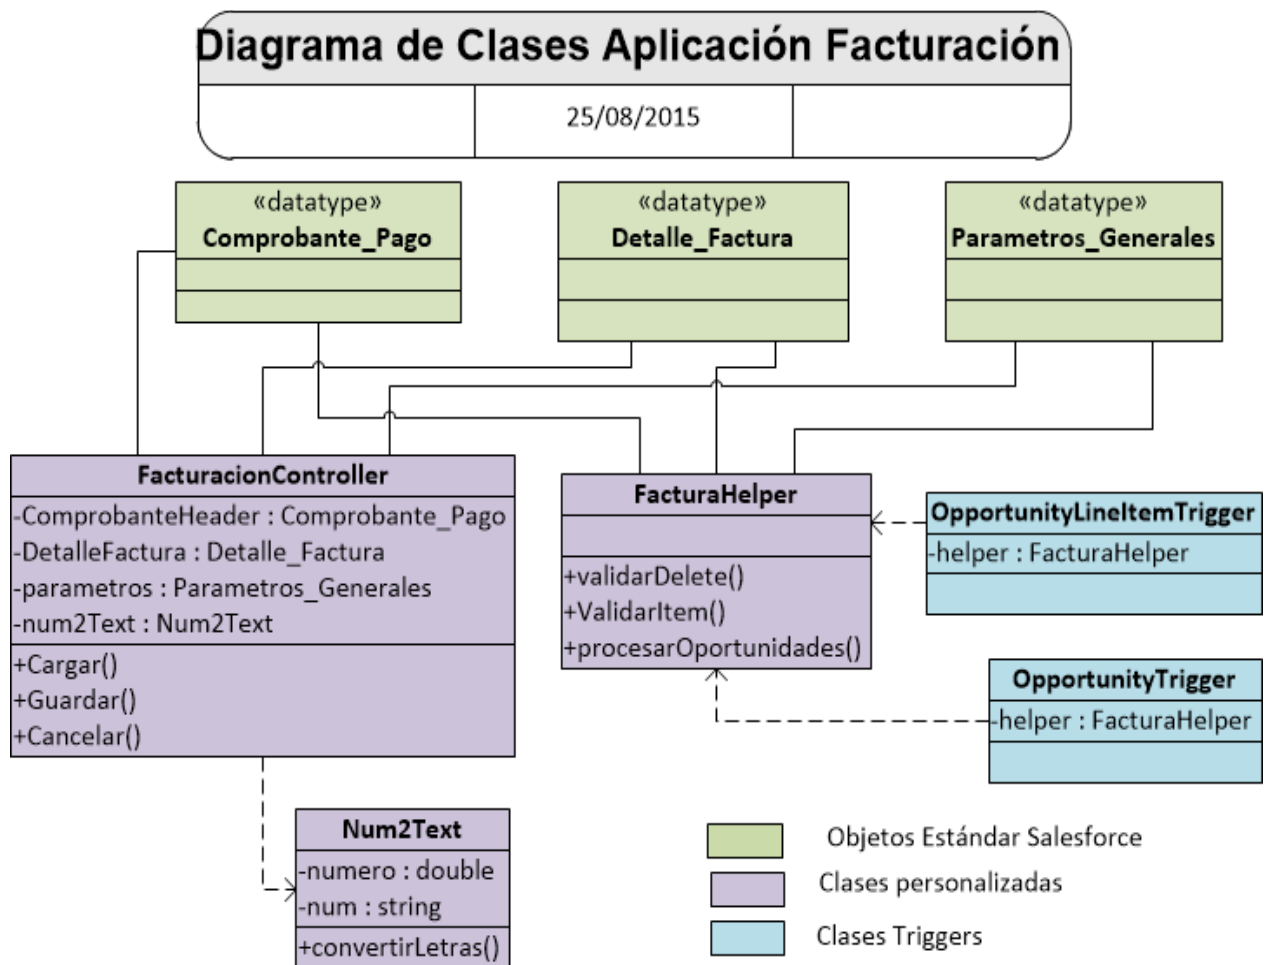 Diagrama de Clases Aplicación Facturación
25/08/2015
«datatype»
Comprobante_Pago
«datatype»
Detalle_Factura
«datatype»
Parametros_Generales
FacturacionController
-ComprobanteHeader : Comprobante_Pago
-DetalleFactura : Detalle_Factura
-parametros : Parametros_Generales
-num2Text : Num2Text
+Cargar()
+Guardar()
+Cancelar()
FacturaHelper
+validarDelete()
+ValidarItem()
+procesarOportunidades()
OpportunityLineItemTrigger
-helper : FacturaHelper
OpportunityTrigger
-helper : FacturaHelper
Num2Text
-numero : double
-num : string
+convertirLetras()
Objetos Estándar Salesforce
Clases personalizadas
Clases Triggers